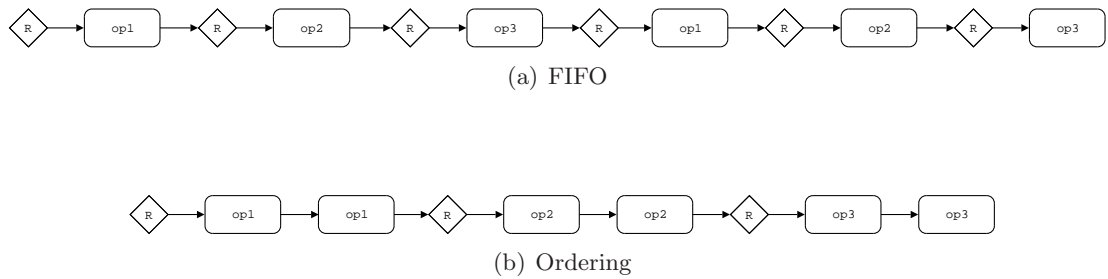 R op1 R op2 R op3 R op1 R op2 R op3
(a) FIFO
R op1 op1 R op2 op2 R op3 op3
(b) Ordering